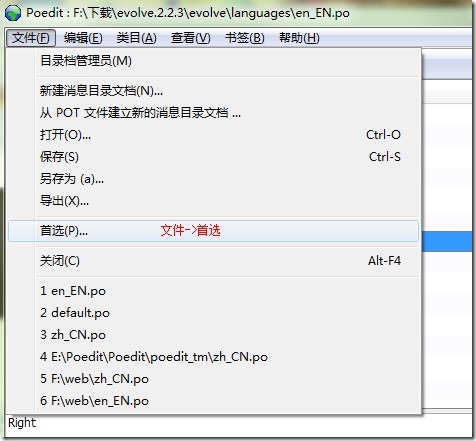 Poedit : F:\下载\evolve.2.2.3\evolve\languages\en_EN.po
文件(F) 编辑(E) 类目(A) 查看(V) 书签(B) 帮助(H)
目录档管理员(M)
新建消息目录文档(N)...
从 POT 文件建立新的消息目录文档 ...
打开(O)... Ctrl-O
保存(S) Ctrl-S
另存为 (a)...
导出(X)...
首选(P)... 文件->首选
关闭(C) Alt-F4
1 en_EN.po
2 default.po
3 zh_CN.po
4 E:\Poedit\Poedit\poedit_tm\zh_CN.po
5 F:\web\zh_CN.po
6 F:\web\en_EN.po
Right